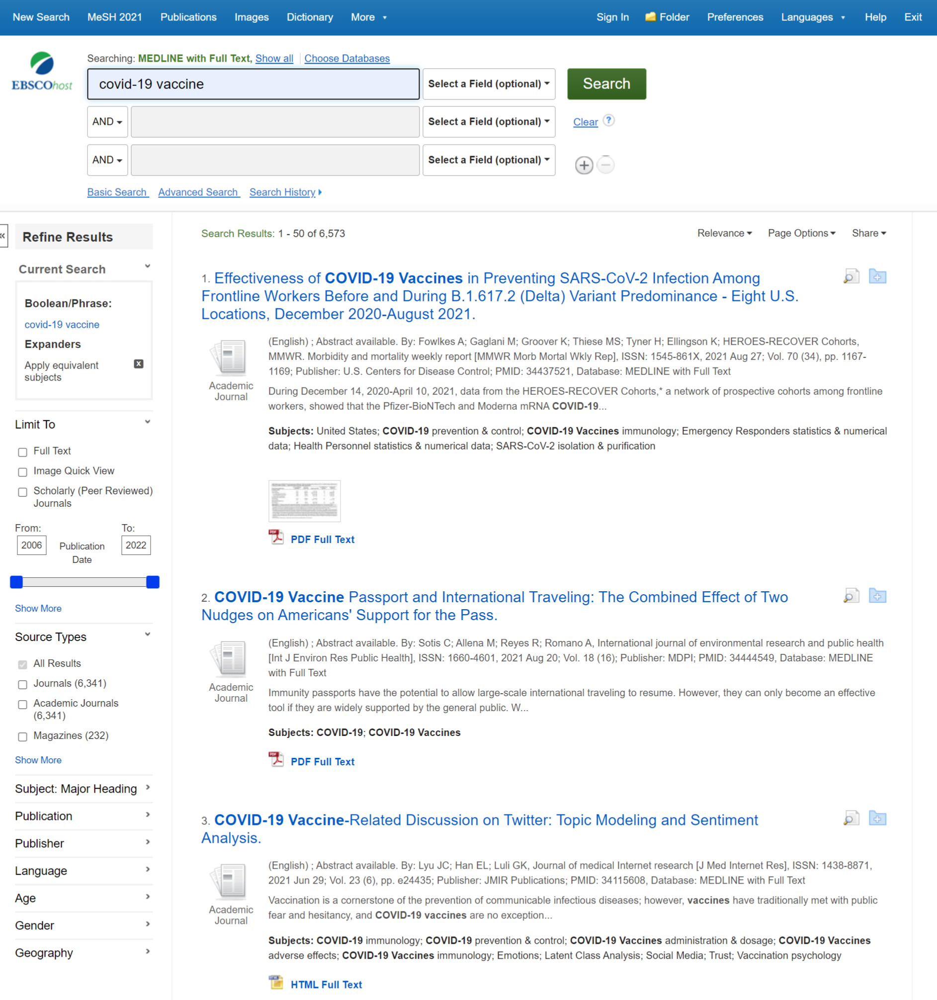 New Search MeSH 2021 Publications Images Dictionary More Sign In Folder Preferences Languages Help Exit
Searching: MEDLINE with Full Text, Show all Choose Databases
EBSCOhost
covid-19 vaccine Select a Field (optional) Search
AND Select a Field (optional) Clear ?
AND Select a Field (optional)
Basic Search Advanced Search Search History
Refine Results
Current Search
Boolean/Phrase:
covid-19 vaccine
Expanders
Apply equivalent
subjects
Limit To
Full Text
Image Quick View
Scholarly (Peer Reviewed)
Journals
From: To:
2006 Publication 2022
Date
Show More
Source Types
All Results
Journals (6,341)
Academic Journals
(6,341)
Magazines (232)
Show More
Subject: Major Heading
Publication
Publisher
Language
Age
Gender
Geography
Search Results: 1 - 50 of 6,573 Relevance Page Options Share
1. Effectiveness of COVID-19 Vaccines in Preventing SARS-CoV-2 Infection Among
Frontline Workers Before and During B.1.617.2 (Delta) Variant Predominance - Eight U.S.
Locations, December 2020-August 2021.
Academic
Journal
(English) ; Abstract available. By: Fowlkes A; Gaglani M; Groover K; Thiese MS; Tyner H; Ellingson K; HEROES-RECOVER Cohorts,
MMWR. Morbidity and mortality weekly report [MMWR Morb Mortal Wkly Rep], ISSN: 1545-861X, 2021 Aug 27; Vol. 70 (34), pp. 1167-
1169; Publisher: U.S. Centers for Disease Control; PMID: 34437521, Database: MEDLINE with Full Text
During December 14, 2020-April 10, 2021, data from the HEROES-RECOVER Cohorts,* a network of prospective cohorts among frontline
workers, showed that the Pfizer-BioNTech and Moderna mRNA COVID-19...
Subjects: United States; COVID-19 prevention & control; COVID-19 Vaccines immunology; Emergency Responders statistics & numerical
data; Health Personnel statistics & numerical data; SARS-CoV-2 isolation & purification
PDF Full Text
2. COVID-19 Vaccine Passport and International Traveling: The Combined Effect of Two
Nudges on Americans' Support for the Pass.
Academic
Journal
(English) ; Abstract available. By: Sotis C; Allena M; Reyes R; Romano A, International journal of environmental research and public health
[Int J Environ Res Public Health], ISSN: 1660-4601, 2021 Aug 20; Vol. 18 (16); Publisher: MDPI; PMID: 34444549, Database: MEDLINE
with Full Text
Immunity passports have the potential to allow large-scale international traveling to resume. However, they can only become an effective
tool if they are widely supported by the general public. W...
Subjects: COVID-19; COVID-19 Vaccines
PDF Full Text
3. COVID-19 Vaccine-Related Discussion on Twitter: Topic Modeling and Sentiment
Analysis.
Academic
Journal
(English) ; Abstract available. By: Lyu JC; Han EL; Luli GK, Journal of medical Internet research [J Med Internet Res], ISSN: 1438-8871,
2021 Jun 29; Vol. 23 (6), pp. e24435; Publisher: JMIR Publications; PMID: 34115608, Database: MEDLINE with Full Text
Vaccination is a cornerstone of the prevention of communicable infectious diseases; however, vaccines have traditionally met with public
fear and hesitancy, and COVID-19 vaccines are no exception...
Subjects: COVID-19 immunology; COVID-19 prevention & control; COVID-19 Vaccines administration & dosage; COVID-19 Vaccines
adverse effects; COVID-19 Vaccines immunology; Emotions; Latent Class Analysis; Social Media; Trust; Vaccination psychology
HTML Full Text